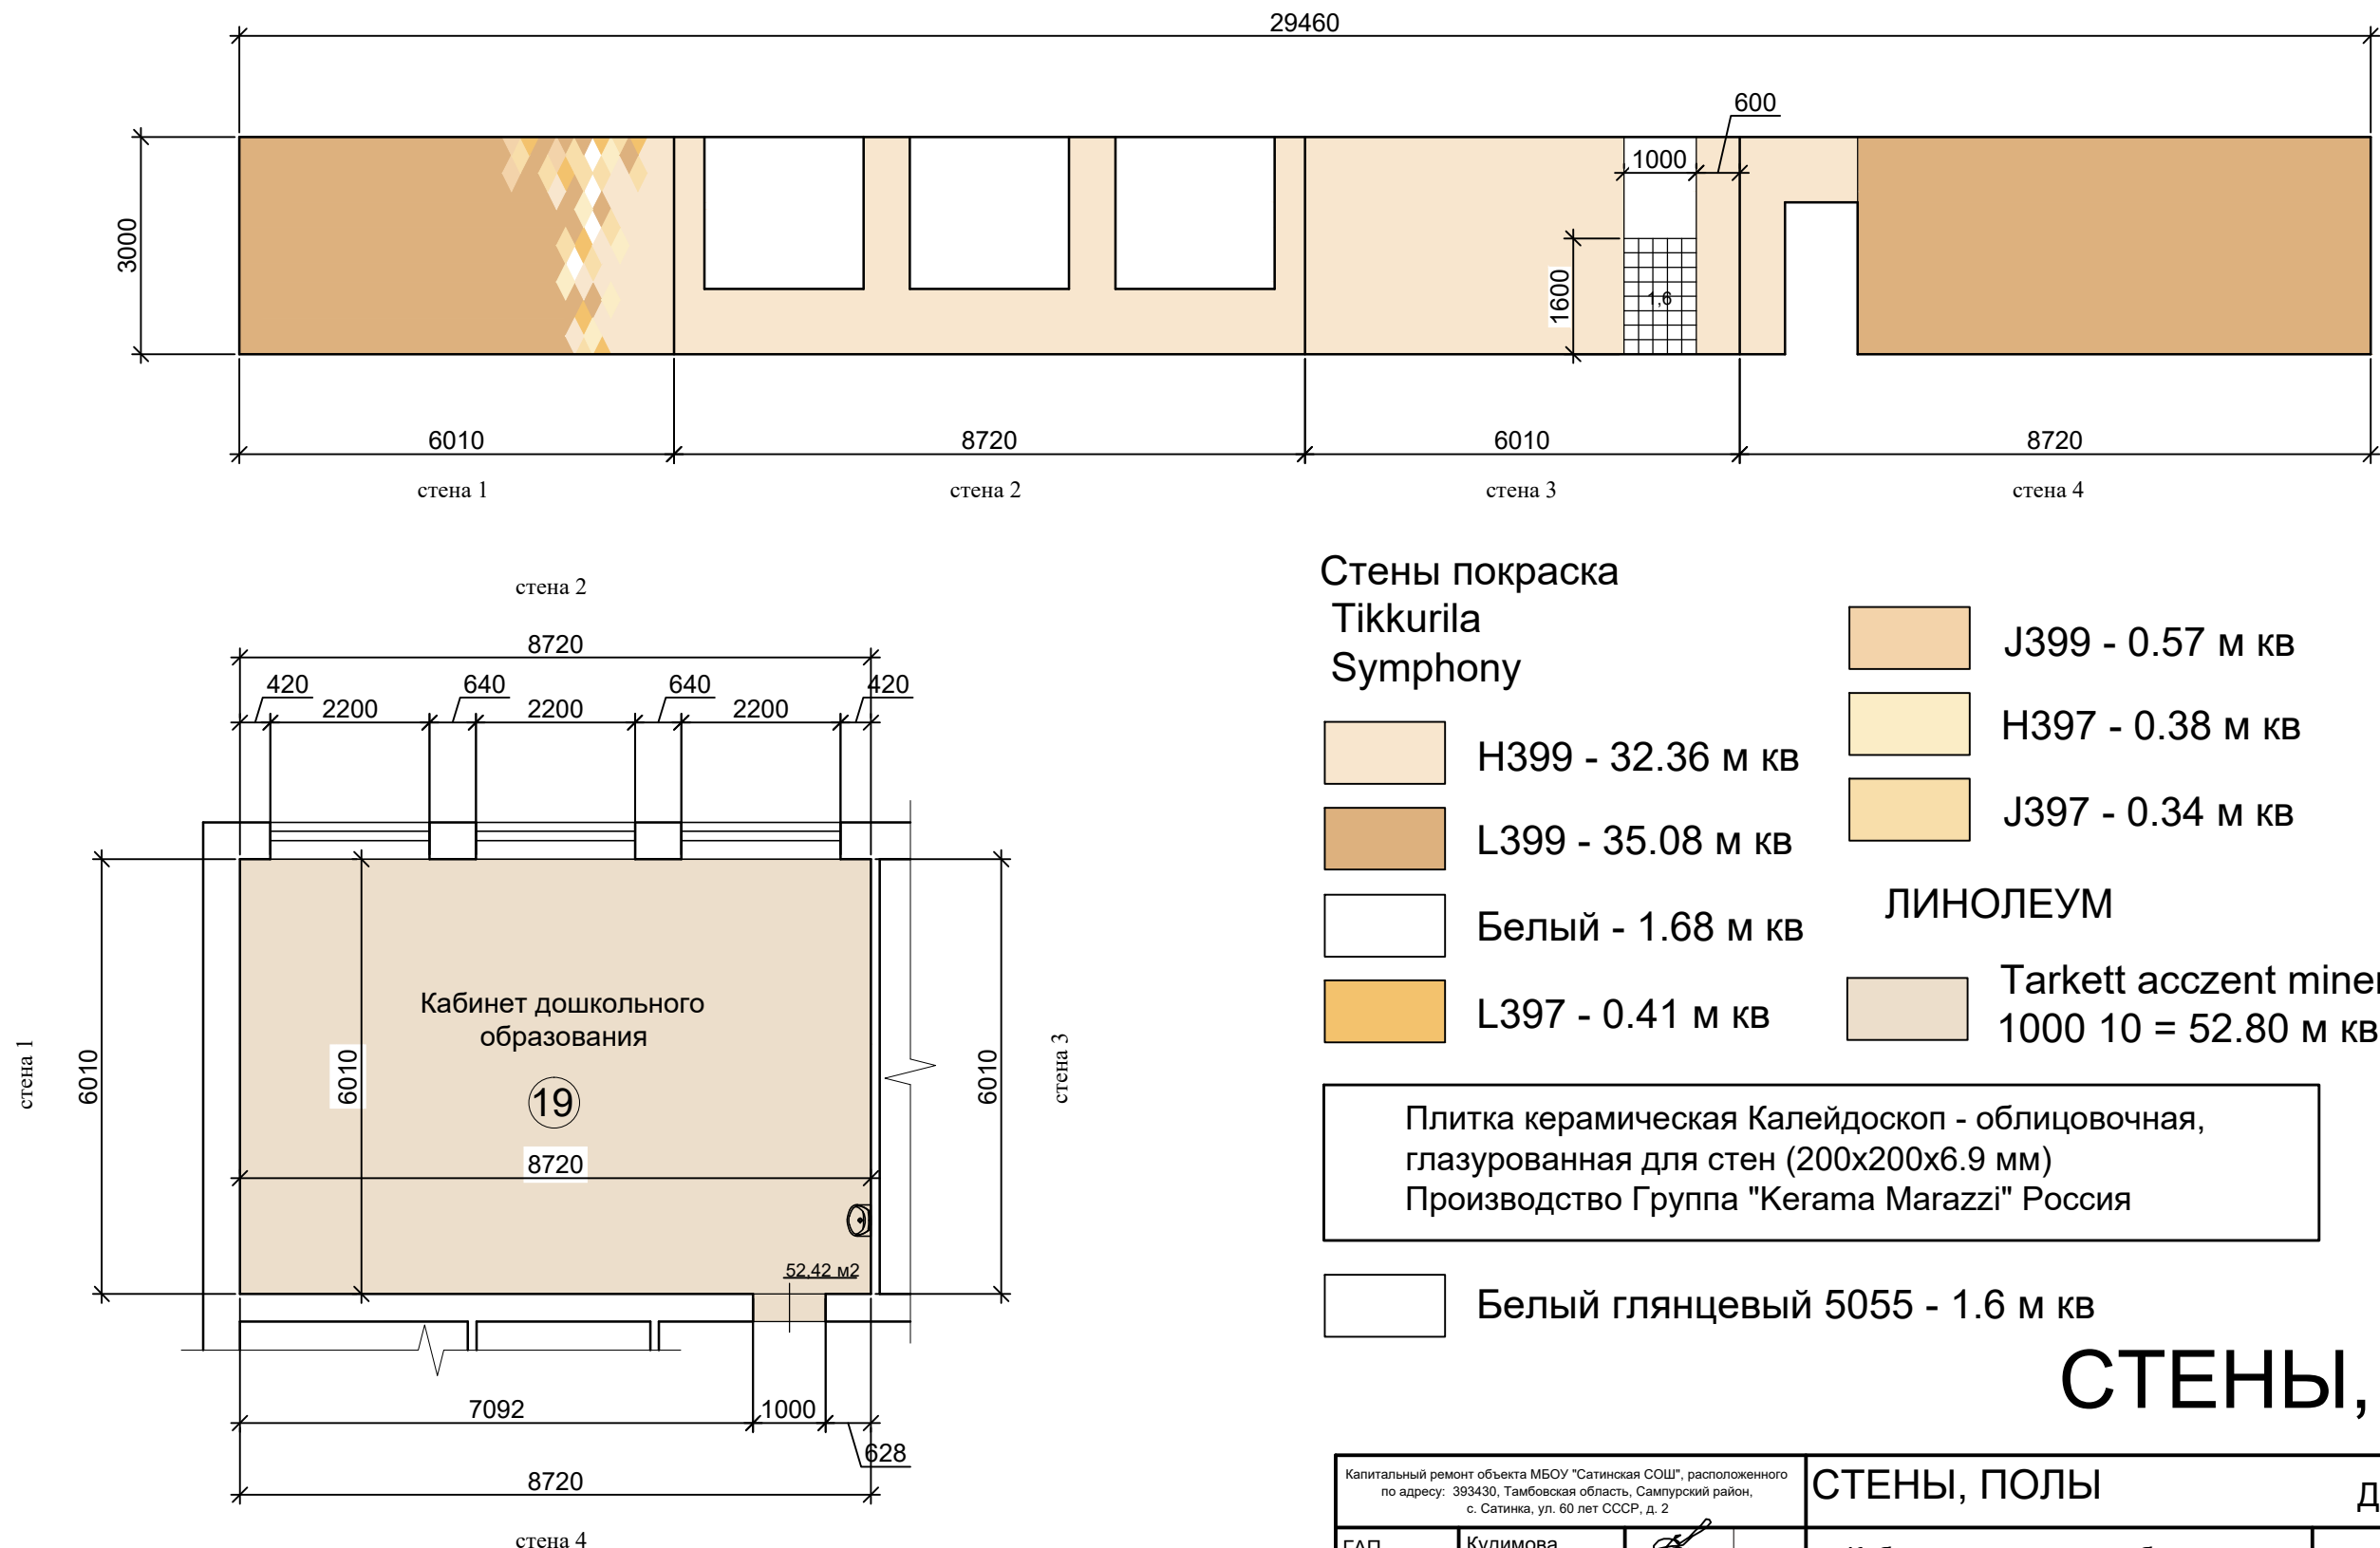 29460
600
1000
3000
1600
1,6
6010
8720
6010
8720
стена 1
стена 2
стена 3
стена 4
стена 2
8720
420
640
640
420
2200
2200
2200
Кабинет дошкольного
образования
19
стена 1
6010
6010
8720
6010
стена 3
52,42 м2
7092
1000
628
8720
стена 4
Стены покраска
Tikkurila
Symphony
H399 - 32.36 м кв
L399 - 35.08 м кв
Белый - 1.68 м кв
L397 - 0.41 м кв
J399 - 0.57 м кв
H397 - 0.38 м кв
J397 - 0.34 м кв
ЛИНОЛЕУМ
Tarkett acczent miner
1000 10 = 52.80 м кв
Плитка керамическая Калейдоскоп - облицовочная,
глазурованная для стен (200х200х6.9 мм)
Производство Группа "Kerama Marazzi" Россия
Белый глянцевый 5055 - 1.6 м кв
СТЕНЫ,
Капитальный ремонт объекта МБОУ "Сатинская СОШ", расположенного
по адресу: 393430, Тамбовская область, Сампурский район,
с. Сатинка, ул. 60 лет СССР, д. 2
СТЕНЫ, ПОЛЫ
ГАП
Кудимова